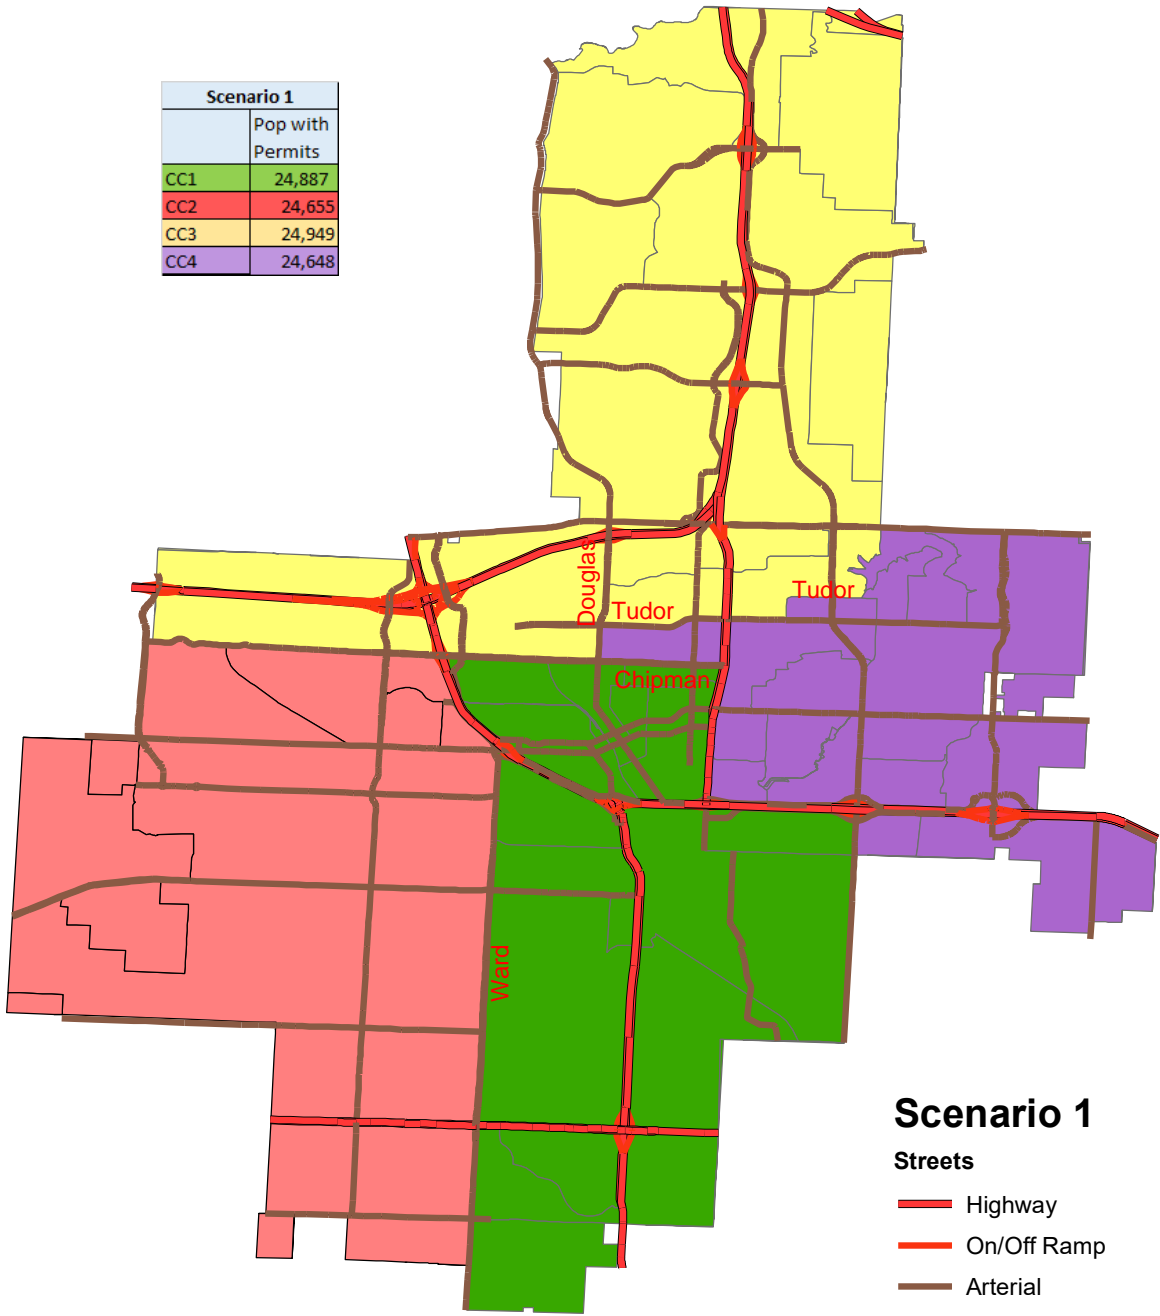 Scenario 1
Pop with
Permits
CC1 24,887
CC2 24,655
CC3 24,949
CC4 24,648
Douglas
Tudor
Tudor
Chipman
Ward
Scenario 1
Streets
Highway
On/Off Ramp
Arterial